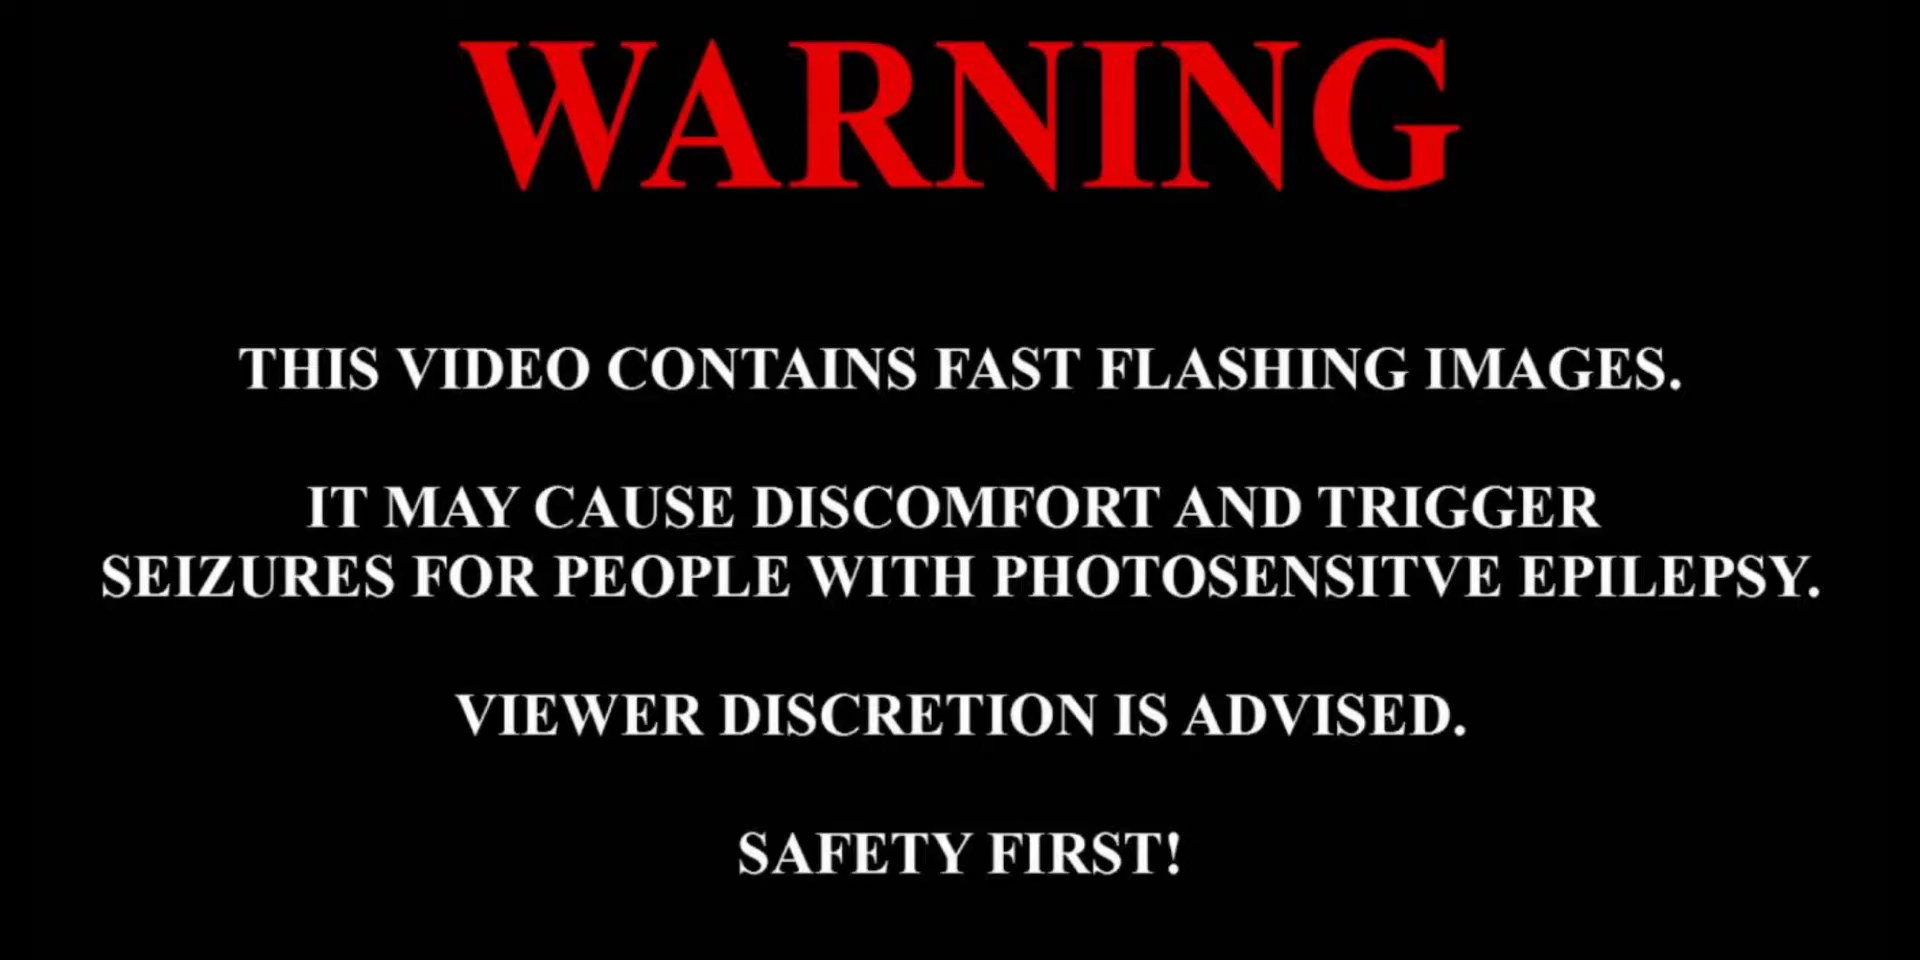 WARNING
THIS VIDEO CONTAINS FAST FLASHING IMAGES.
IT MAY CAUSE DISCOMFORT AND TRIGGER
SEIZURES FOR PEOPLE WITH PHOTOSENSITVE EPILEPSY.
VIEWER DISCRETION IS ADVISED.
SAFETY FIRST!